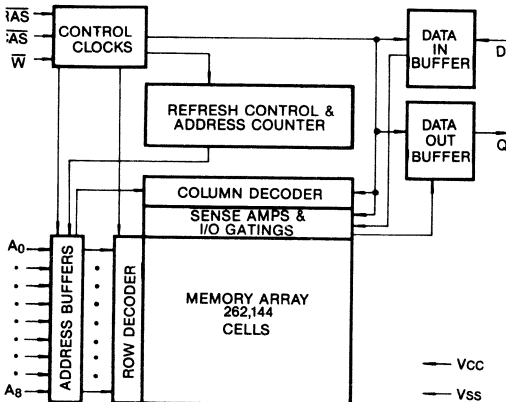 RAS
CAS
W
CONTROL
CLOCKS
DATA
IN
BUFFER
D
REFRESH CONTROL &
ADDRESS COUNTER
DATA
OUT
BUFFER
Q
COLUMN DECODER
SENSE AMPS &
I/O GATINGS
A0
A8
ADDRESS BUFFERS
ROW DECODER
MEMORY ARRAY
262,144
CELLS
VCC
VSS